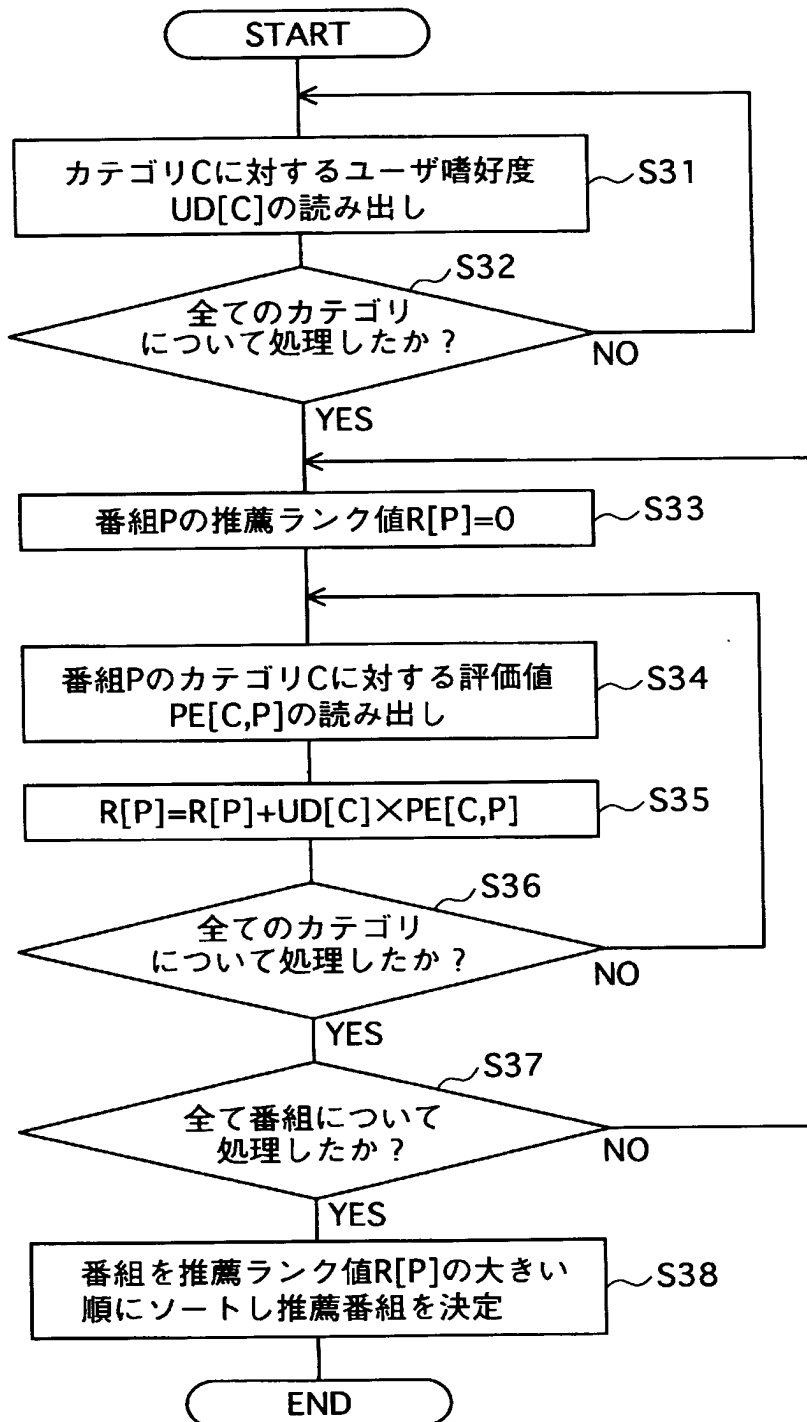 START
カテゴリCに対するユーザ嗜好度
UD[C]の読み出し
S31
S32
全てのカテゴリ
について処理したか？
NO
YES
番組Pの推薦ランク値R[P]=0
S33
番組PのカテゴリCに対する評価値
PE[C,P]の読み出し
S34
R[P]=R[P]+UD[C]×PE[C,P]
S35
S36
全てのカテゴリ
について処理したか？
NO
YES
S37
全て番組について
処理したか？
NO
YES
番組を推薦ランク値R[P]の大きい
順にソートし推薦番組を決定
S38
END